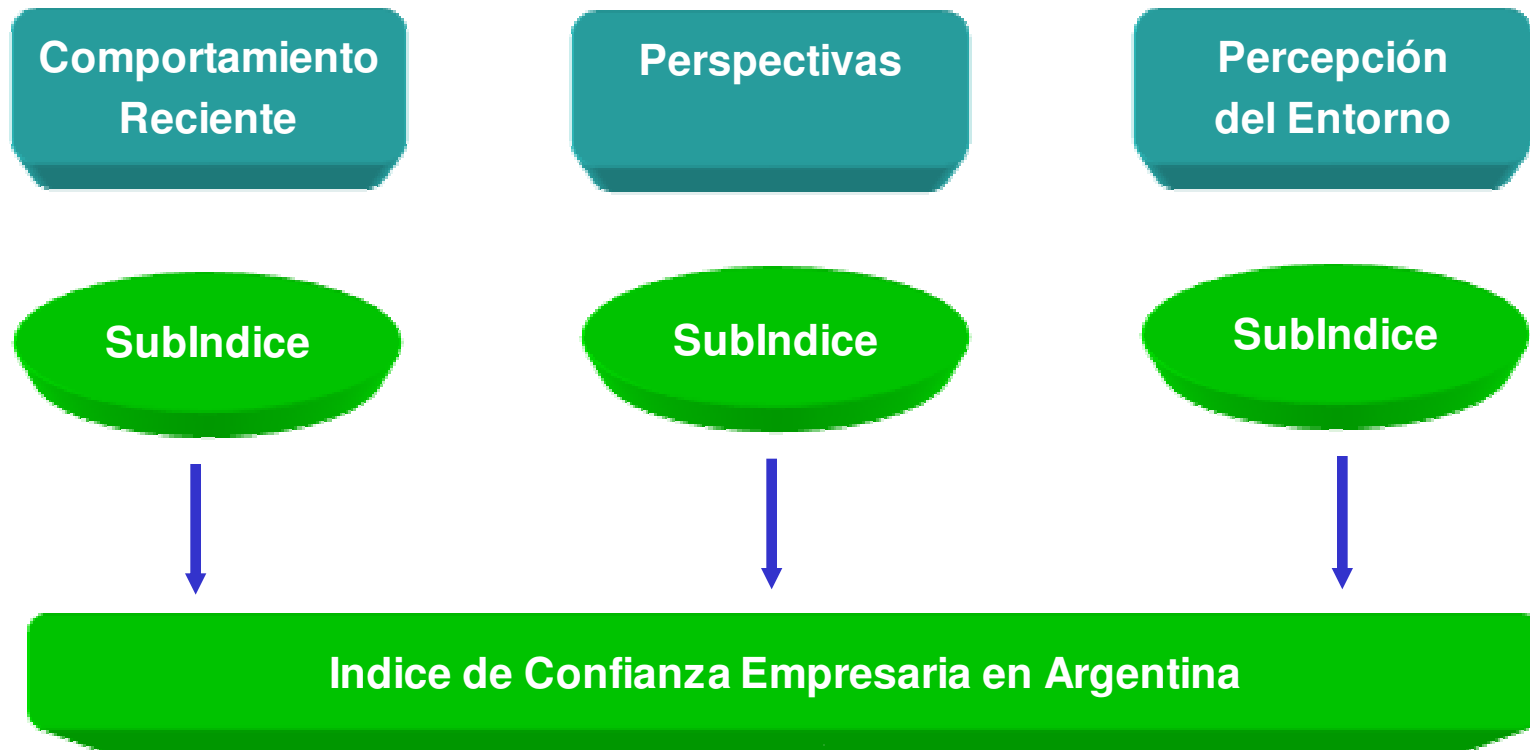 Comportamiento
Reciente
Perspectivas
Percepción
del Entorno
SubIndice
SubIndice
SubIndice
Indice de Confianza Empresaria en Argentina